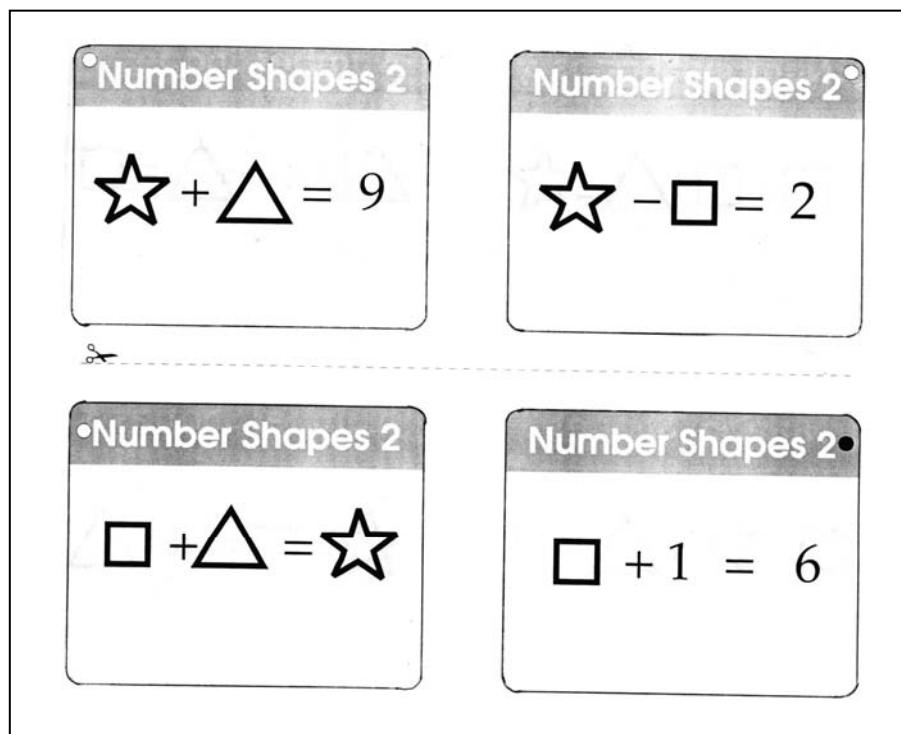 Number Shapes 2
☆ + △ = 9
Number Shapes 2
☆ − □ = 2
Number Shapes 2
□ + △ = ☆
Number Shapes 2
□ + 1 = 6